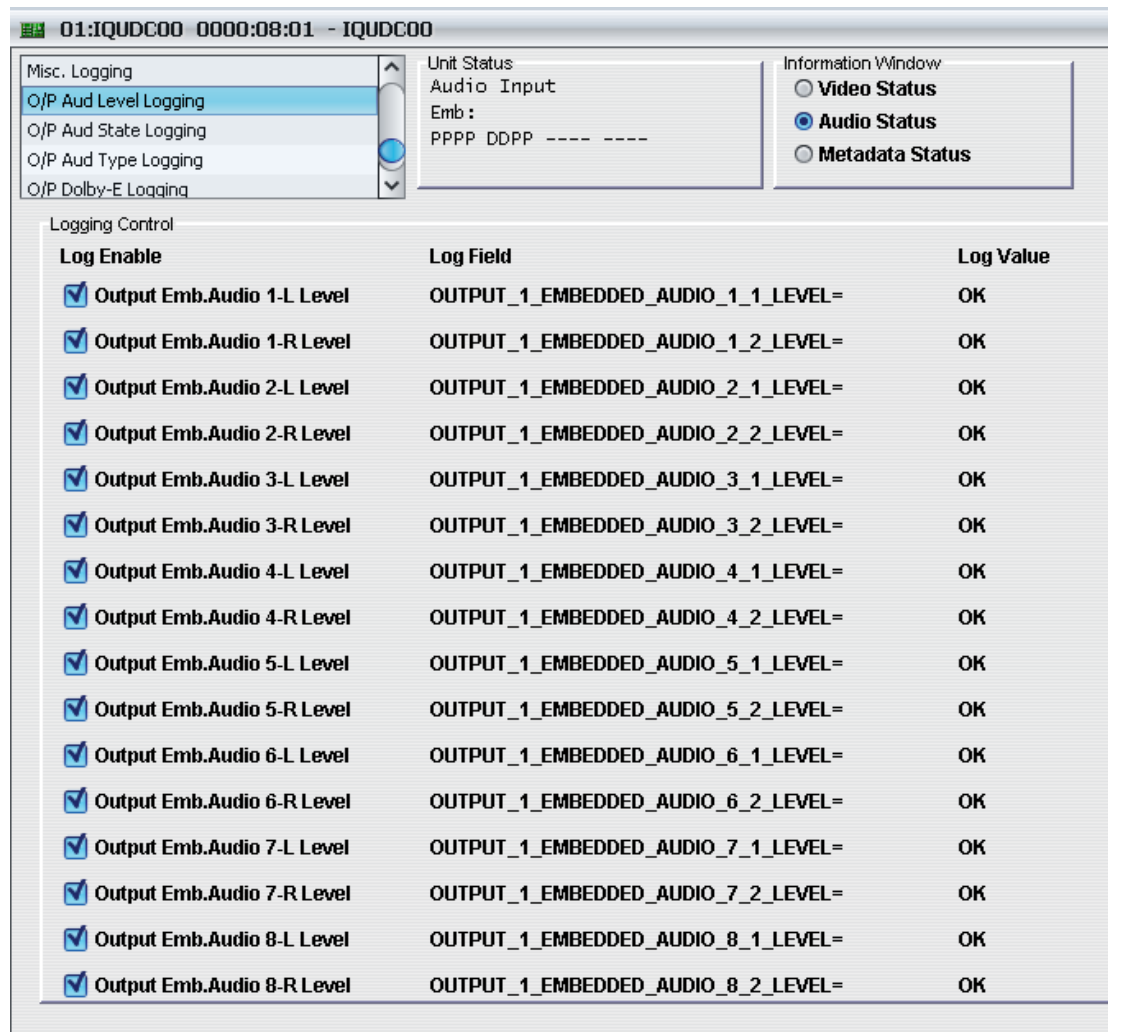 01:IQUDC00 0000:08:01 - IQUDC00
Misc. Logging
O/P Aud Level Logging
O/P Aud State Logging
O/P Aud Type Logging
O/P Dolby-E Logging
Unit Status
Audio Input
Emb:
PPPP DDPP ---- ----
Information Window
Video Status
Audio Status
Metadata Status
Logging Control
Log Enable Log Field Log Value
Output Emb.Audio 1-L Level OUTPUT_1_EMBEDDED_AUDIO_1_1_LEVEL= OK
Output Emb.Audio 1-R Level OUTPUT_1_EMBEDDED_AUDIO_1_2_LEVEL= OK
Output Emb.Audio 2-L Level OUTPUT_1_EMBEDDED_AUDIO_2_1_LEVEL= OK
Output Emb.Audio 2-R Level OUTPUT_1_EMBEDDED_AUDIO_2_2_LEVEL= OK
Output Emb.Audio 3-L Level OUTPUT_1_EMBEDDED_AUDIO_3_1_LEVEL= OK
Output Emb.Audio 3-R Level OUTPUT_1_EMBEDDED_AUDIO_3_2_LEVEL= OK
Output Emb.Audio 4-L Level OUTPUT_1_EMBEDDED_AUDIO_4_1_LEVEL= OK
Output Emb.Audio 4-R Level OUTPUT_1_EMBEDDED_AUDIO_4_2_LEVEL= OK
Output Emb.Audio 5-L Level OUTPUT_1_EMBEDDED_AUDIO_5_1_LEVEL= OK
Output Emb.Audio 5-R Level OUTPUT_1_EMBEDDED_AUDIO_5_2_LEVEL= OK
Output Emb.Audio 6-L Level OUTPUT_1_EMBEDDED_AUDIO_6_1_LEVEL= OK
Output Emb.Audio 6-R Level OUTPUT_1_EMBEDDED_AUDIO_6_2_LEVEL= OK
Output Emb.Audio 7-L Level OUTPUT_1_EMBEDDED_AUDIO_7_1_LEVEL= OK
Output Emb.Audio 7-R Level OUTPUT_1_EMBEDDED_AUDIO_7_2_LEVEL= OK
Output Emb.Audio 8-L Level OUTPUT_1_EMBEDDED_AUDIO_8_1_LEVEL= OK
Output Emb.Audio 8-R Level OUTPUT_1_EMBEDDED_AUDIO_8_2_LEVEL= OK